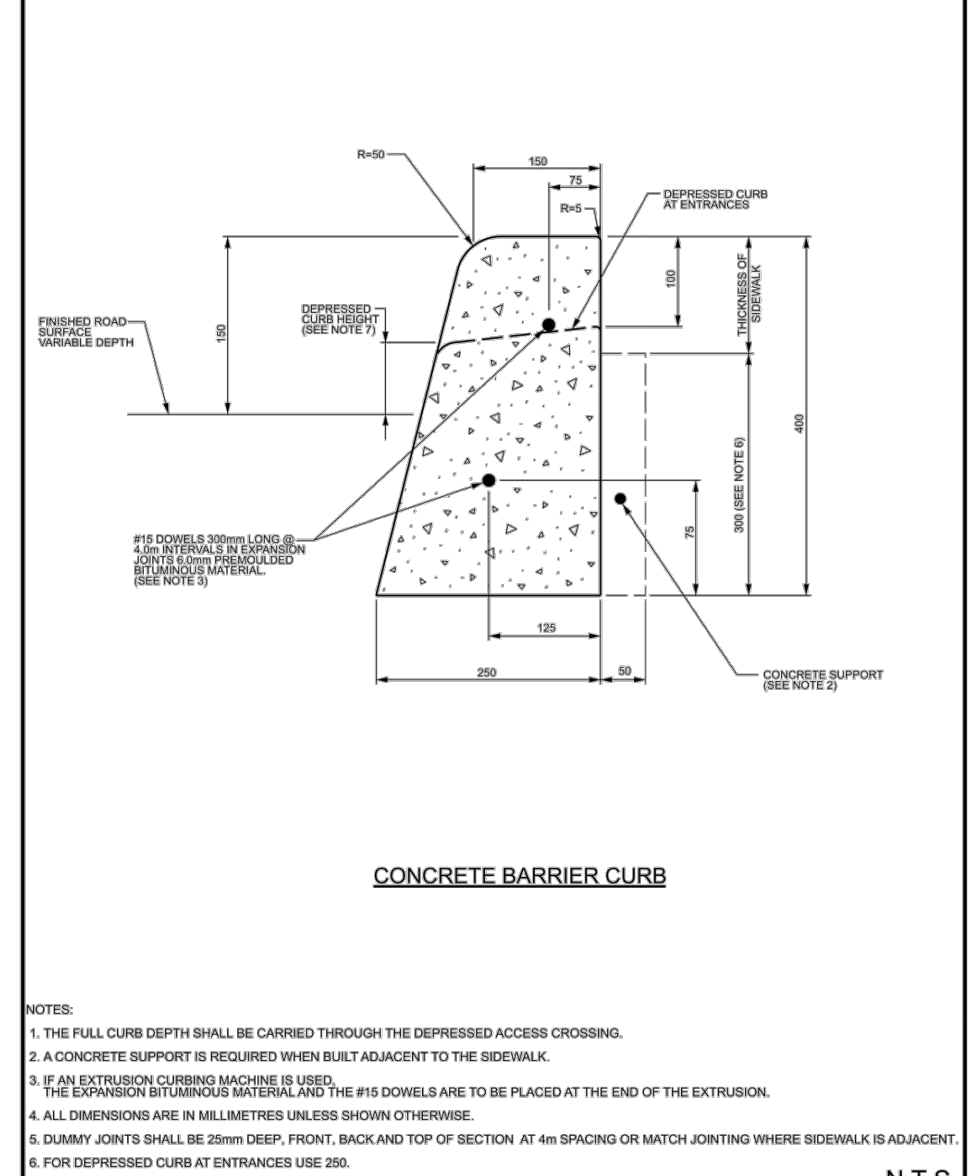 R=50
150
75
R=5
DEPRESSED CURB
AT ENTRANCES
150
100
THICKNESS OF
SIDEWALK
DEPRESSED
CURB HEIGHT
(SEE NOTE 7)
FINISHED ROAD
SURFACE
VARIABLE DEPTH
400
300 (SEE NOTE 6)
75
#15 DOWELS 300mm LONG @
4.0m INTERVALS IN EXPANSION
JOINTS 6.0mm PREMOULDED
BITUMINOUS MATERIAL.
(SEE NOTE 3)
125
250
50
CONCRETE SUPPORT
(SEE NOTE 2)
CONCRETE BARRIER CURB
NOTES:
1. THE FULL CURB DEPTH SHALL BE CARRIED THROUGH THE DEPRESSED ACCESS CROSSING.
2. A CONCRETE SUPPORT IS REQUIRED WHEN BUILT ADJACENT TO THE SIDEWALK.
3. IF AN EXTRUSION CURBING MACHINE IS USED,
THE EXPANSION BITUMINOUS MATERIAL AND THE #15 DOWELS ARE TO BE PLACED AT THE END OF THE EXTRUSION.
4. ALL DIMENSIONS ARE IN MILLIMETRES UNLESS SHOWN OTHERWISE.
5. DUMMY JOINTS SHALL BE 25mm DEEP, FRONT, BACK AND TOP OF SECTION AT 4m SPACING OR MATCH JOINTING WHERE SIDEWALK IS ADJACENT.
6. FOR DEPRESSED CURB AT ENTRANCES USE 250.